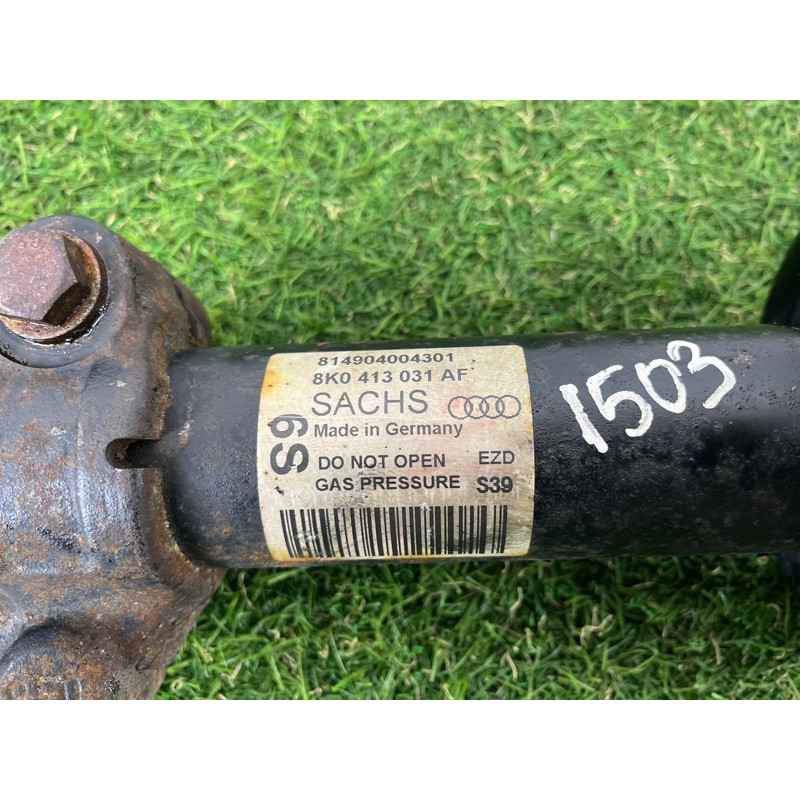 814904004301
8K0 413 031 AF
SACHS
Made in Germany
S9
DO NOT OPEN EZD
GAS PRESSURE S39
1503